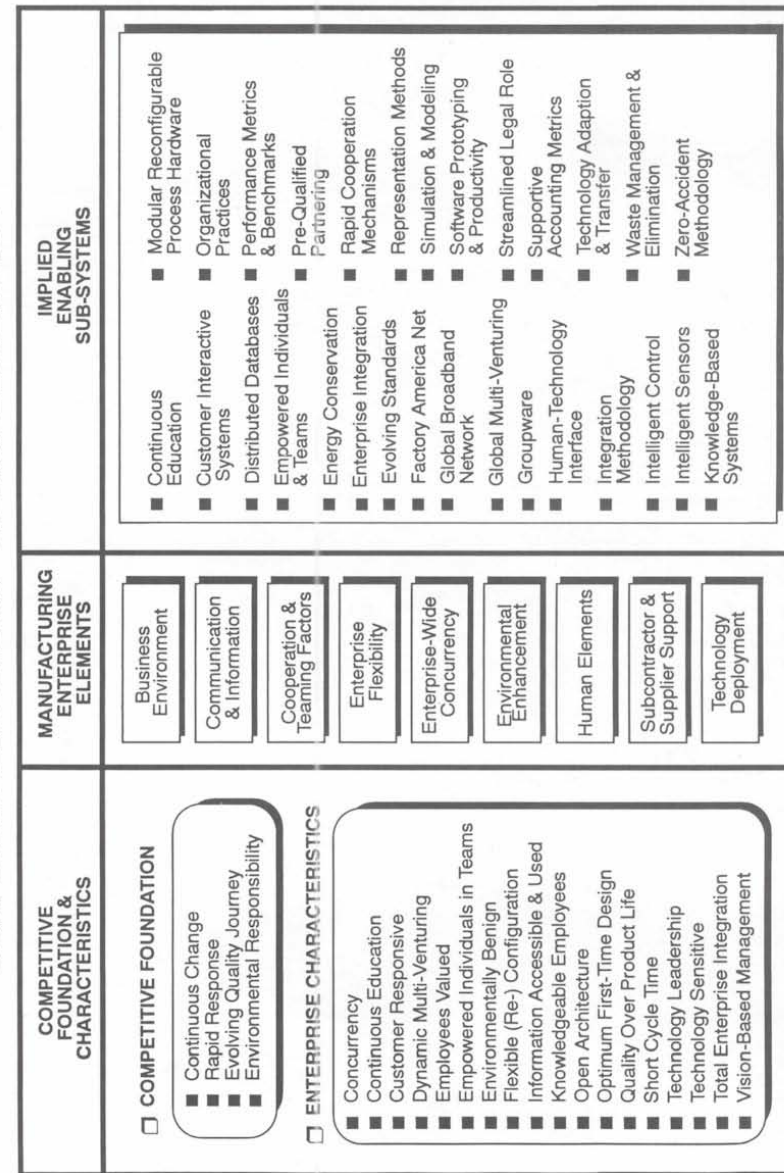 COMPETITIVE
FOUNDATION &
CHARACTERISTICS
MANUFACTURING
ENTERPRISE
ELEMENTS
IMPLIED
ENABLING
SUB-SYSTEMS
❏ COMPETITIVE FOUNDATION
■ Continuous Change
■ Rapid Response
■ Evolving Quality Journey
■ Environmental Responsibility
❏ ENTERPRISE CHARACTERISTICS
■ Concurrency
■ Continuous Education
■ Customer Responsive
■ Dynamic Multi-Venturing
■ Employees Valued
■ Empowered Individuals in Teams
■ Environmentally Benign
■ Flexible (Re-) Configuration
■ Information Accessible & Used
■ Knowledgeable Employees
■ Open Architecture
■ Optimum First-Time Design
■ Quality Over Product Life
■ Short Cycle Time
■ Technology Leadership
■ Technology Sensitive
■ Total Enterprise Integration
■ Vision-Based Management
Business
Environment
Communication
& Information
Cooperation &
Teaming Factors
Enterprise
Flexibility
Enterprise-Wide
Concurrency
Environmental
Enhancement
Human Elements
Subcontractor &
Supplier Support
Technology
Deployment
■ Continuous
Education
■ Customer Interactive
Systems
■ Distributed Databases
■ Empowered Individuals
& Teams
■ Energy Conservation
■ Enterprise Integration
■ Evolving Standards
■ Factory America Net
■ Global Broadband
Network
■ Global Multi-Venturing
■ Groupware
■ Human-Technology
Interface
■ Integration
Methodology
■ Intelligent Control
■ Intelligent Sensors
■ Knowledge-Based
Systems
■ Modular Reconfigurable
Process Hardware
■ Organizational
Practices
■ Performance Metrics
& Benchmarks
■ Pre-Qualified
Partnering
■ Rapid Cooperation
Mechanisms
■ Representation Methods
■ Simulation & Modeling
■ Software Prototyping
& Productivity
■ Streamlined Legal Role
■ Supportive
Accounting Metrics
■ Technology Adaption
& Transfer
■ Waste Management &
Elimination
■ Zero-Accident
Methodology